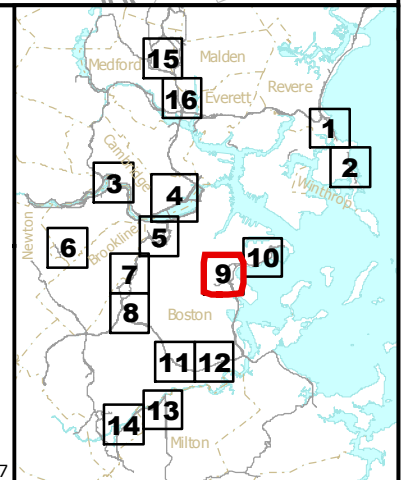 15
Malden
Medford
16
Everett
Revere
1
2
Cambridge
3
4
Winthrop
Newton
6
Brookline
5
7
9
10
8
Boston
11
12
13
14
Milton
7